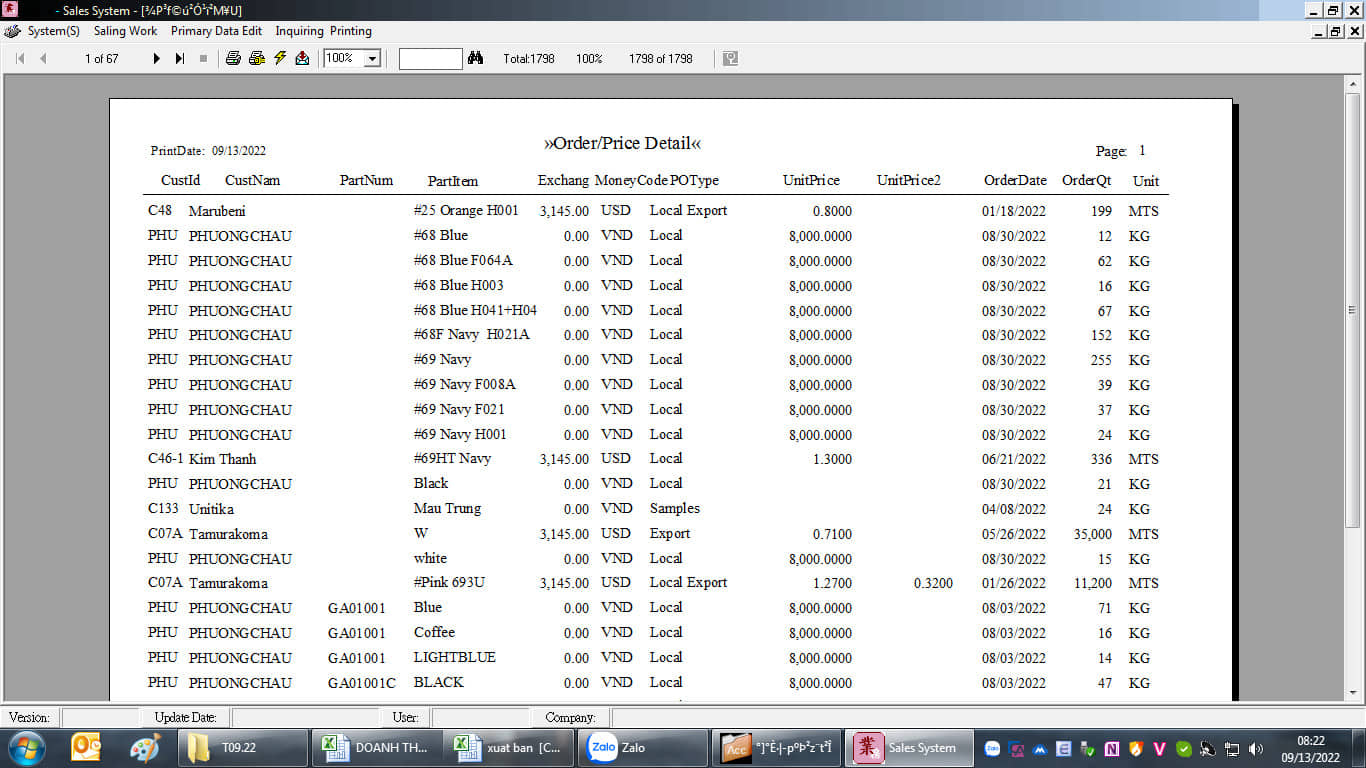 - Sales System - [¾P²f©ú²Ó¹ï²M¥U]
System(S) Saling Work Primary Data Edit Inquiring Printing
1 of 67 100% Total:1798 100% 1798 of 1798
»Order/Price Detail«
PrintDate: 09/13/2022 Page: 1
CustId CustNam PartNum PartItem Exchang MoneyCode POType UnitPrice UnitPrice2 OrderDate OrderQt Unit
C48 Marubeni #25 Orange H001 3,145.00 USD Local Export 0.8000 01/18/2022 199 MTS
PHU PHUONGCHAU #68 Blue 0.00 VND Local 8,000.0000 08/30/2022 12 KG
PHU PHUONGCHAU #68 Blue F064A 0.00 VND Local 8,000.0000 08/30/2022 62 KG
PHU PHUONGCHAU #68 Blue H003 0.00 VND Local 8,000.0000 08/30/2022 16 KG
PHU PHUONGCHAU #68 Blue H041+H04 0.00 VND Local 8,000.0000 08/30/2022 67 KG
PHU PHUONGCHAU #68F Navy H021A 0.00 VND Local 8,000.0000 08/30/2022 152 KG
PHU PHUONGCHAU #69 Navy 0.00 VND Local 8,000.0000 08/30/2022 255 KG
PHU PHUONGCHAU #69 Navy F008A 0.00 VND Local 8,000.0000 08/30/2022 39 KG
PHU PHUONGCHAU #69 Navy F021 0.00 VND Local 8,000.0000 08/30/2022 37 KG
PHU PHUONGCHAU #69 Navy H001 0.00 VND Local 8,000.0000 08/30/2022 24 KG
C46-1 Kim Thanh #69HT Navy 3,145.00 USD Local 1.3000 06/21/2022 336 MTS
PHU PHUONGCHAU Black 0.00 VND Local 08/30/2022 21 KG
C133 Unitika Mau Trung 0.00 VND Samples 04/08/2022 24 KG
C07A Tamurakoma W 3,145.00 USD Export 0.7100 05/26/2022 35,000 MTS
PHU PHUONGCHAU white 0.00 VND Local 8,000.0000 08/30/2022 15 KG
C07A Tamurakoma #Pink 693U 3,145.00 USD Local Export 1.2700 0.3200 01/26/2022 11,200 MTS
PHU PHUONGCHAU GA01001 Blue 0.00 VND Local 8,000.0000 08/03/2022 71 KG
PHU PHUONGCHAU GA01001 Coffee 0.00 VND Local 8,000.0000 08/03/2022 16 KG
PHU PHUONGCHAU GA01001 LIGHTBLUE 0.00 VND Local 8,000.0000 08/03/2022 14 KG
PHU PHUONGCHAU GA01001C BLACK 0.00 VND Local 8,000.0000 08/03/2022 47 KG
Version: Update Date: User: Company:
T09.22 DOANH TH... xuat ban [C... Zalo Zalo Acc Sales System 08:22
09/13/2022